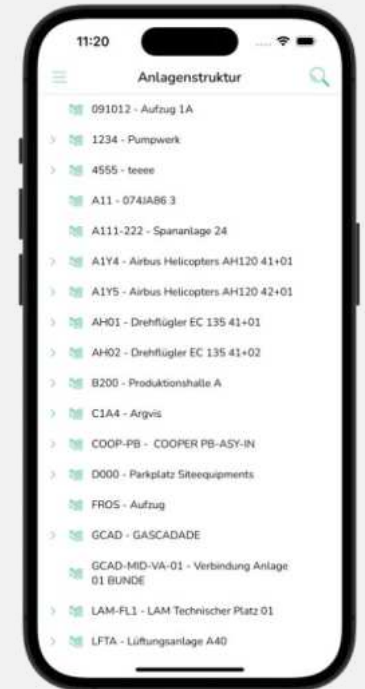 11:20
Anlagenstruktur
091012 - Aufzug 1A
1234 - Pumpwerk
4555 - teeee
A11 - 074JA86 3
A111-222 - Spananlage 24
A1Y4 - Airbus Helicopters AH120 41+01
A1Y5 - Airbus Helicopters AH120 42+01
AH01 - Drehflügler EC 135 41+01
AH02 - Drehflügler EC 135 41+02
B200 - Produktionshalle A
C1A4 - Argvis
COOP-PB - COOPER PB-ASY-IN
D000 - Parkplatz Siteequipments
FROS - Aufzug
GCAD - GASCADADE
GCAD-MID-VA-01 - Verbindung Anlage
01 BUNDE
LAM-FL1 - LAM Technischer Platz 01
LFTA - Lüftungsanlage A40